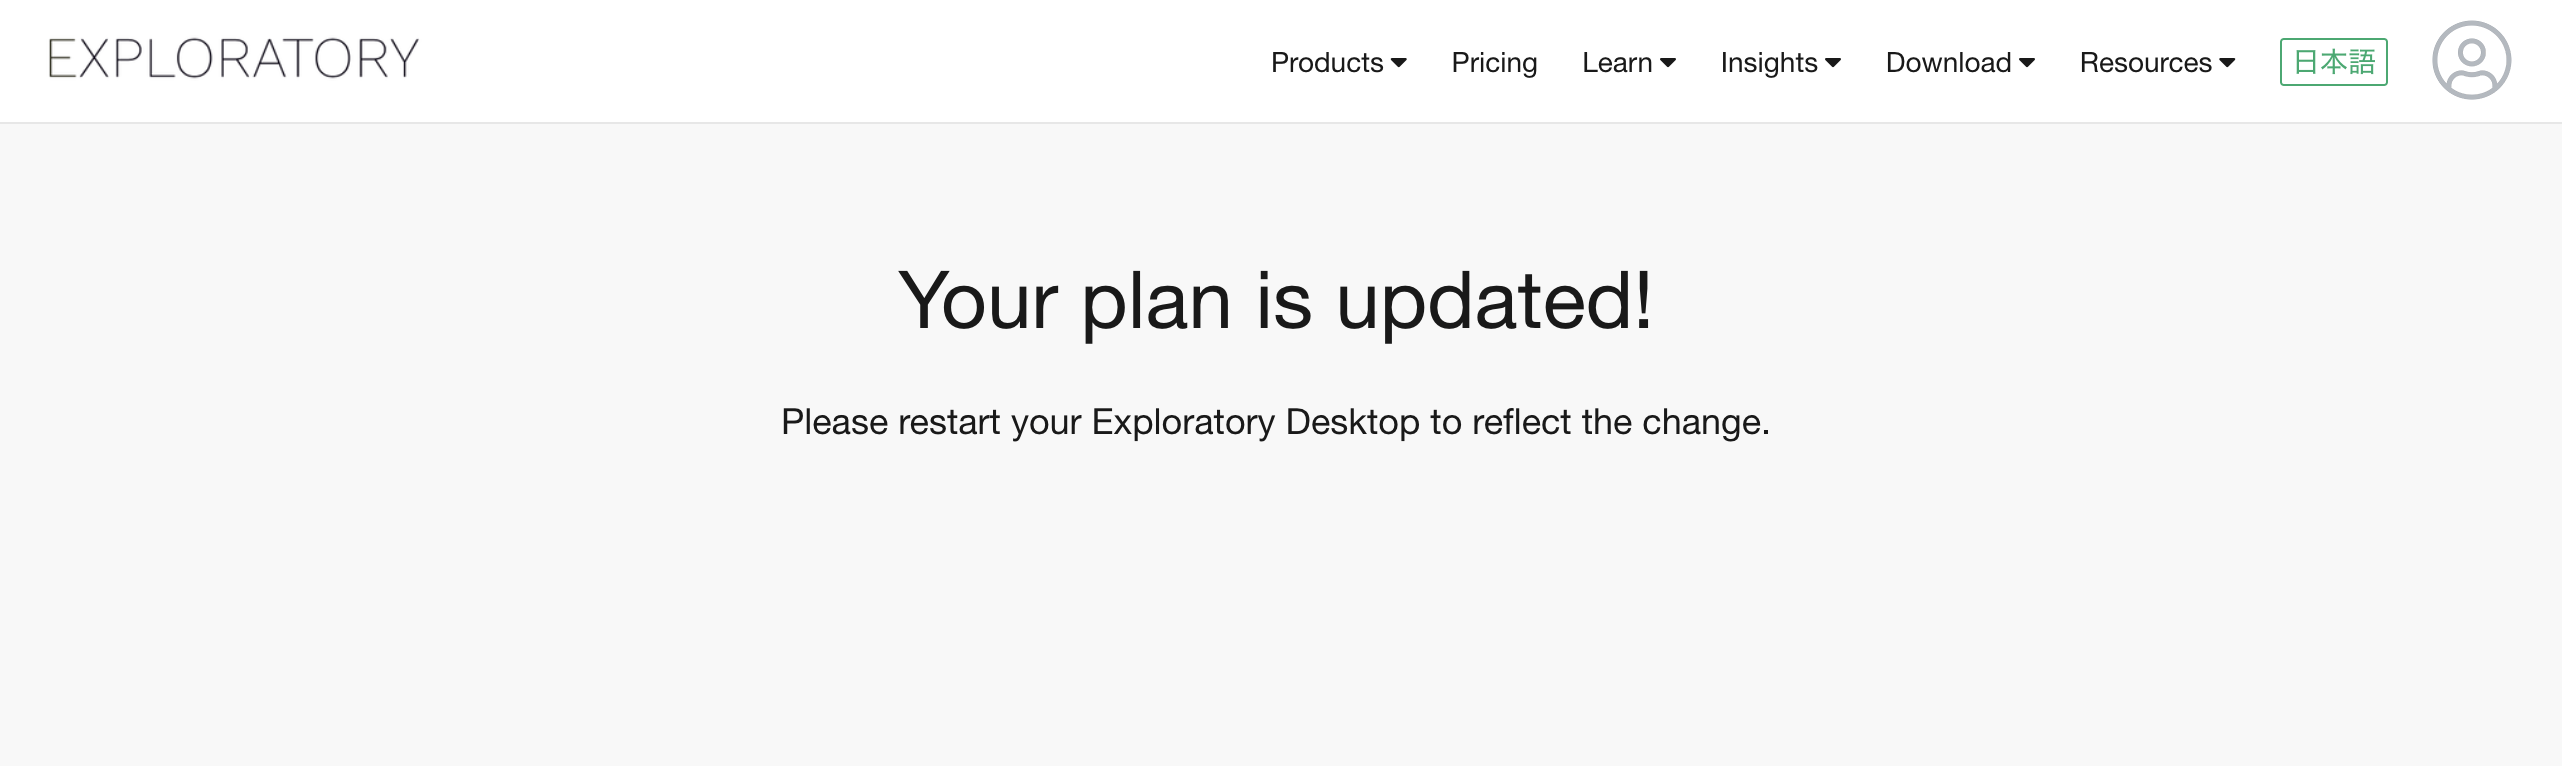 EXPLORATORY
Products Pricing Learn Insights Download Resources 日本語
Your plan is updated!
Please restart your Exploratory Desktop to reflect the change.